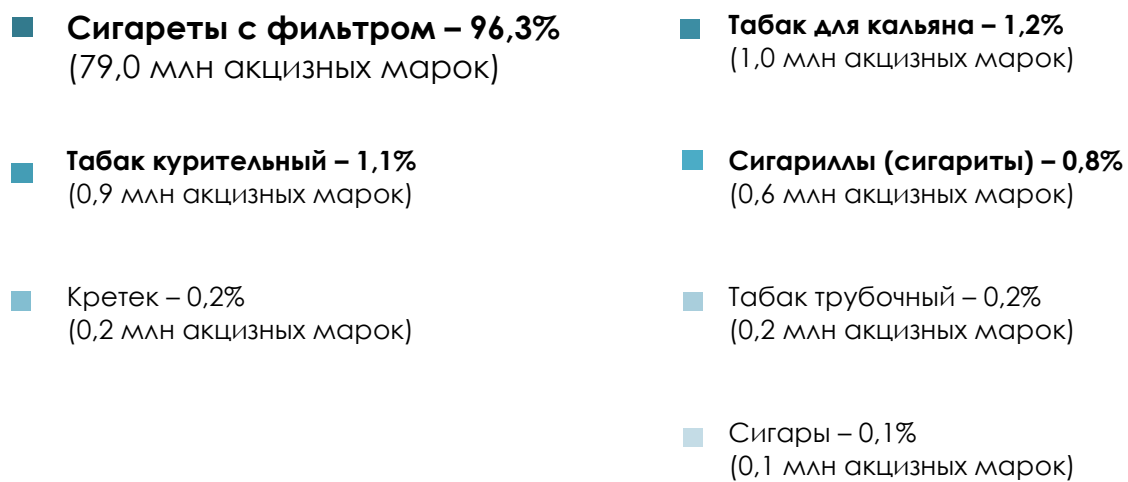 Сигареты с фильтром – 96,3%
(79,0 млн акцизных марок)
Табак для кальяна – 1,2%
(1,0 млн акцизных марок)
Табак курительный – 1,1%
(0,9 млн акцизных марок)
Сигариллы (сигариты) – 0,8%
(0,6 млн акцизных марок)
Кретек – 0,2%
(0,2 млн акцизных марок)
Табак трубочный – 0,2%
(0,2 млн акцизных марок)
Сигары – 0,1%
(0,1 млн акцизных марок)